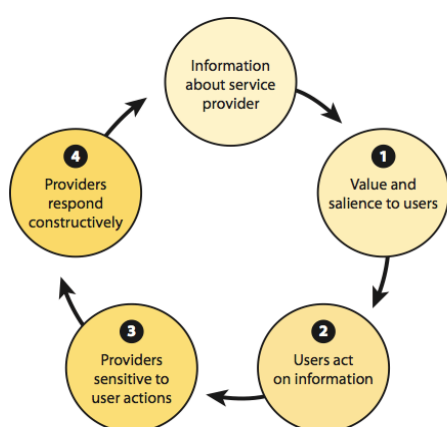 Information
about service
provider
1
Value and
salience to users
2
Users act
on information
3
Providers
sensitive to
user actions
4
Providers
respond
constructively